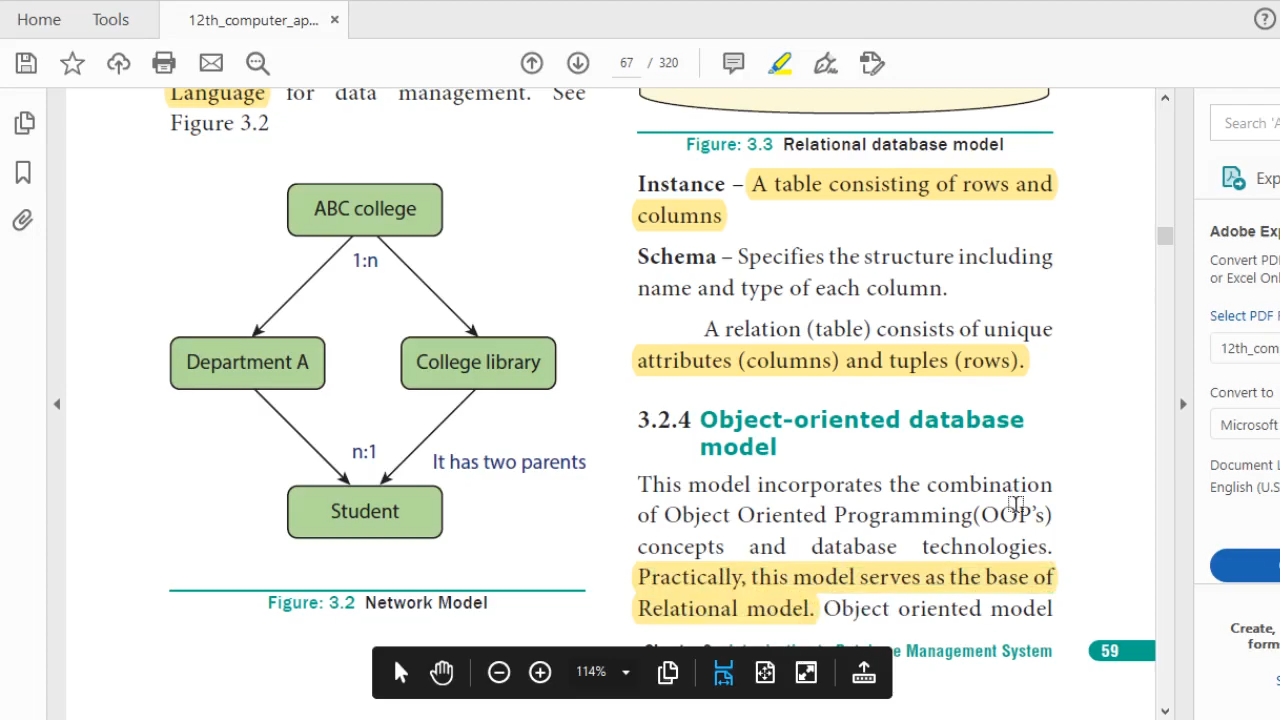 Home
Tools
12th_computer_ap...
×
?
67 / 320
Language for data management. See
Figure 3.2
ABC college
1:n
Department A
College library
n:1
It has two parents
Student
Figure: 3.2 Network Model
Figure: 3.3 Relational database model
Instance – A table consisting of rows and
columns
Schema – Specifies the structure including
name and type of each column.
A relation (table) consists of unique
attributes (columns) and tuples (rows).
3.2.4 Object-oriented database
model
This model incorporates the combination
of Object Oriented Programming(OOP's)
concepts and database technologies.
Practically, this model serves as the base of
Relational model. Object oriented model
Database Management System 59
114%
Search 'A
Exp
Adobe Exp
Convert PD
or Excel Onl
Select PDF F
12th_com
Convert to
Microsoft
Document L
English (U.S
Create,
form